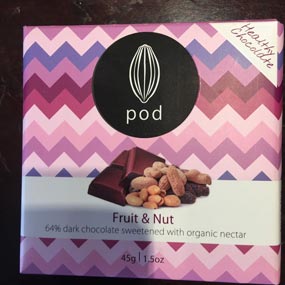 Healthy
Chocolate
pod
Fruit & Nut
64% dark chocolate sweetened with organic nectar
45g | 1.5oz